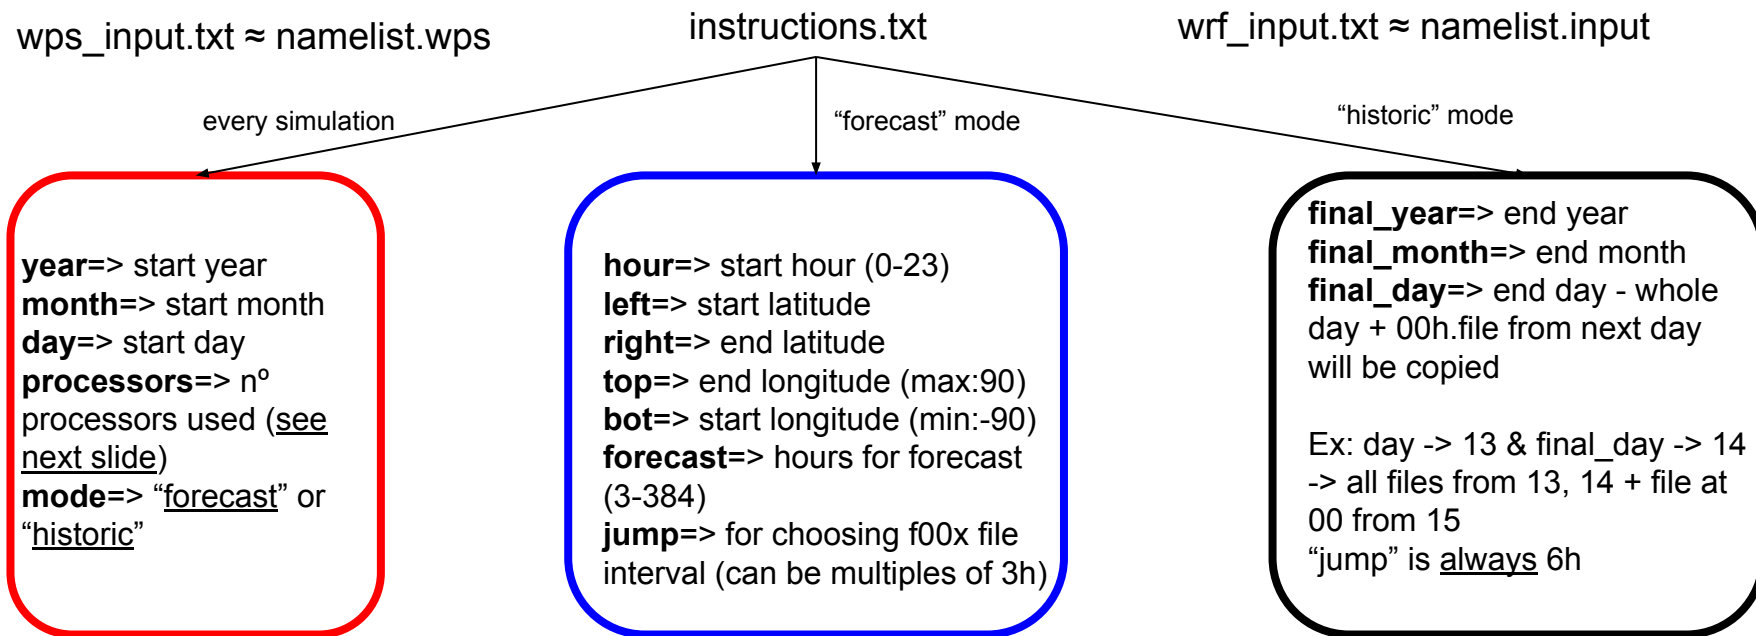 wps_input.txt ≈ namelist.wps
instructions.txt
wrf_input.txt ≈ namelist.input
every simulation
“forecast” mode
“historic” mode
year=> start year
month=> start month
day=> start day
processors=> nº
processors used (see
next slide)
mode=> “forecast” or
“historic”
hour=> start hour (0-23)
left=> start latitude
right=> end latitude
top=> end longitude (max:90)
bot=> start longitude (min:-90)
forecast=> hours for forecast
(3-384)
jump=> for choosing f00x file
interval (can be multiples of 3h)
final_year=> end year
final_month=> end month
final_day=> end day - whole
day + 00h.file from next day
will be copied
Ex: day -> 13 & final_day -> 14
-> all files from 13, 14 + file at
00 from 15
“jump” is always 6h